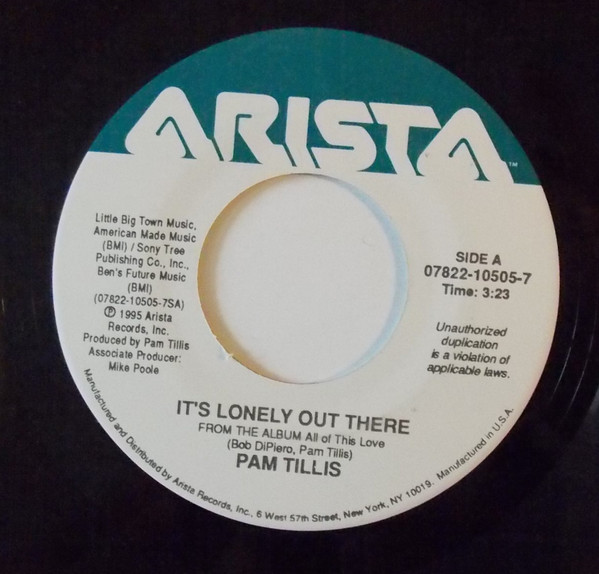 ARISTA™
Little Big Town Music,
American Made Music
(BMI) / Sony Tree
Publishing Co., Inc.,
Ben's Future Music
(BMI)
(07822-10505-7SA)
℗ 1995 Arista
Records, Inc.
Produced by Pam Tillis
Associate Producer:
Mike Poole
SIDE A
07822-10505-7
Time: 3:23
Unauthorized
duplication
is a violation of
applicable laws.
IT'S LONELY OUT THERE
FROM THE ALBUM All of This Love
(Bob DiPiero, Pam Tillis)
PAM TILLIS
Manufactured and Distributed by Arista Records, Inc., 6 West 57th Street, New York, NY 10019. Manufactured in U.S.A.